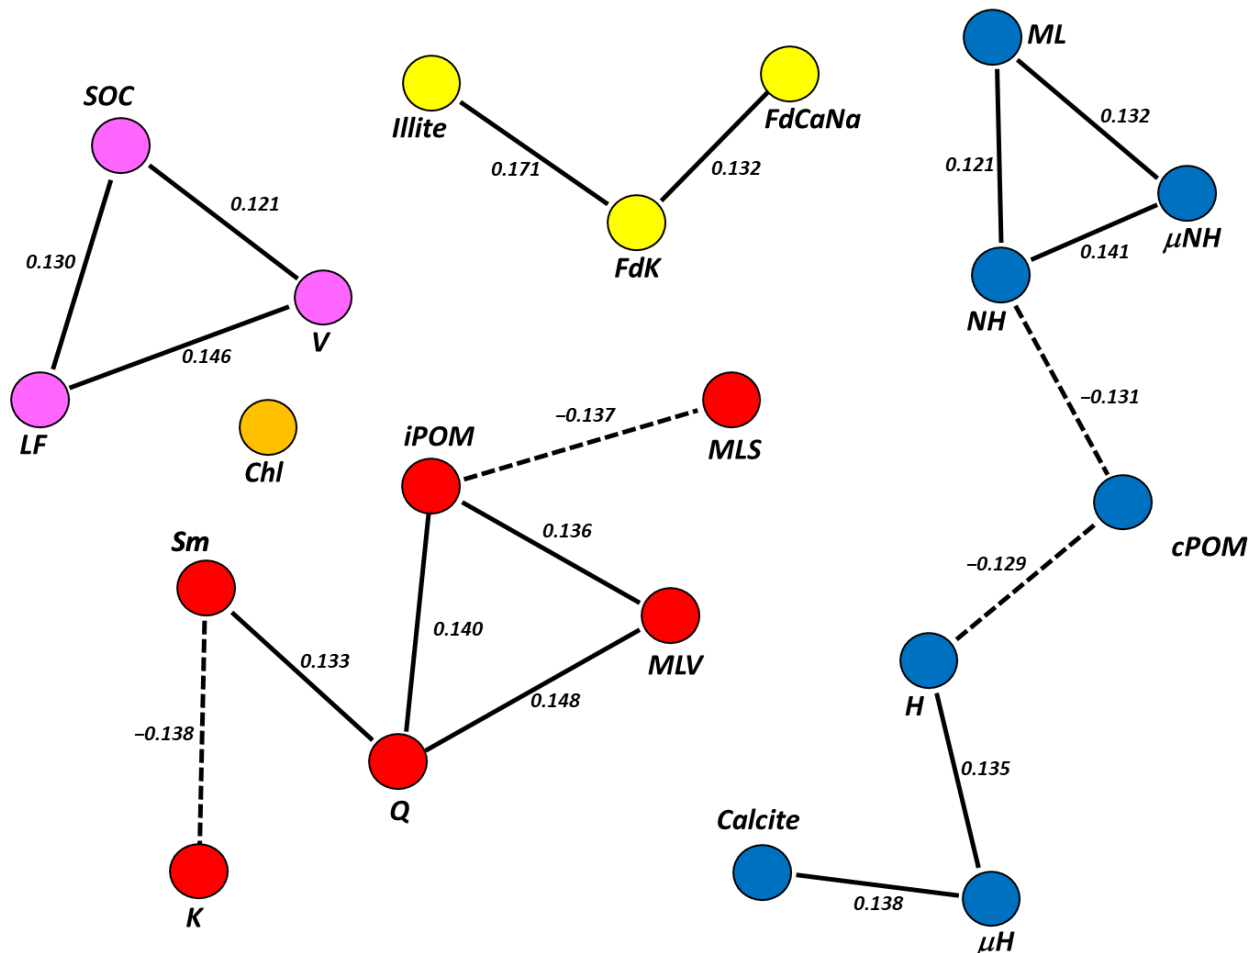 ML
SOC
Illite
FdCaNa
0.132
0.171
0.132
0.121
0.121
μNH
0.141
0.130
FdK
NH
V
0.146
−0.131
−0.137
LF
Chl
iPOM
MLS
Sm
0.136
cPOM
−0.129
0.140
0.133
MLV
0.148
H
−0.138
0.135
Q
Calcite
0.138
K
μH